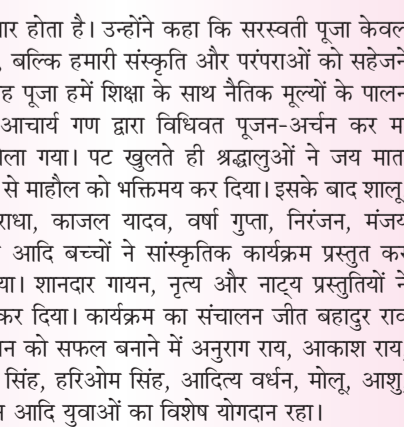 ार होता है। उन्होंने कहा कि सरस्वती पूजा केवल
, बल्कि हमारी संस्कृति और परंपराओं को सहेजने
ह पूजा हमें शिक्षा के साथ नैतिक मूल्यों के पालन
आचार्य गण द्वारा विधिवत पूजन-अर्चन कर म
ला गया। पट खुलते ही श्रद्धालुओं ने जय माता
से माहौल को भक्तिमय कर दिया। इसके बाद शालू,
राधा, काजल यादव, वर्षा गुप्ता, निरंजन, मंजय
आदि बच्चों ने सांस्कृतिक कार्यक्रम प्रस्तुत कर
या। शानदार गायन, नृत्य और नाट्य प्रस्तुतियों ने
कर दिया। कार्यक्रम का संचालन जीत बहादुर राव
न को सफल बनाने में अनुराग राय, आकाश राय,
सिंह, हरिओम सिंह, आदित्य वर्धन, मोलू, आशु,
आदि युवाओं का विशेष योगदान रहा।